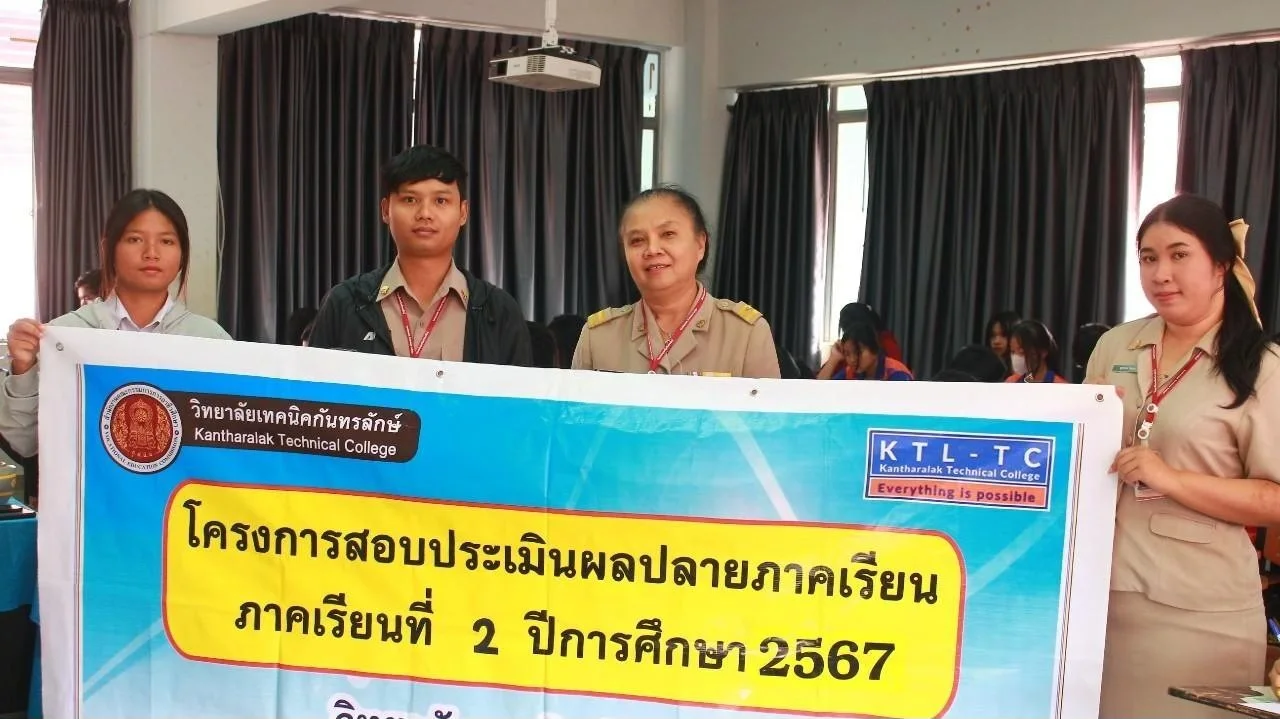 วิทยาลัยเทคนิคกันทรลักษ์
Kantharalak Technical College
KTL-TC
Kantharalak Technical College
Everything is possible
โครงการสอบประเมินผลปลายภาคเรียน
ภาคเรียนที่ 2 ปีการศึกษา 2567